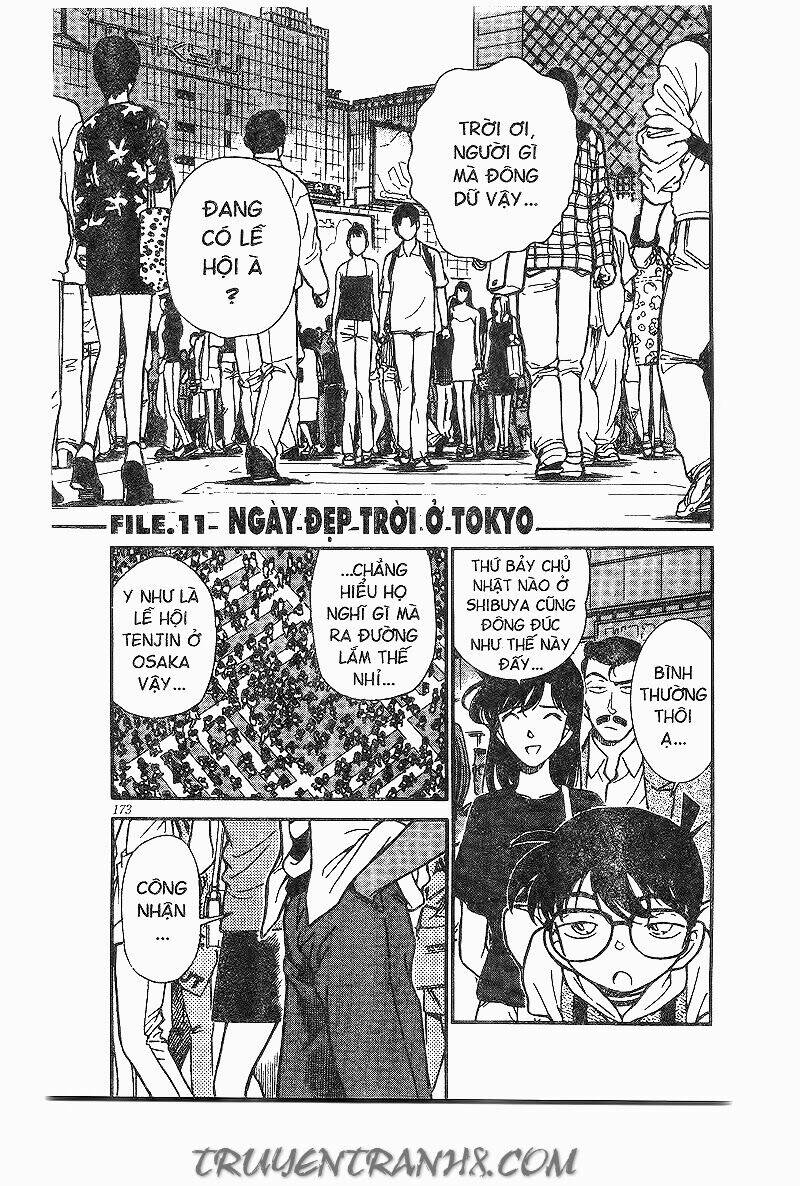 TRỜI ƠI,
NGƯỜI GÌ
MÀ ĐÔNG
DỮ VẬY...
ĐANG
CÓ LỄ
HỘI À
?
FILE.11- NGÀY ĐẸP TRỜI Ở TOKYO
THỨ BẢY CHỦ
NHẬT NÀO Ở
SHIBUYA CŨNG
ĐÔNG ĐỨC
NHƯ THẾ NÀY
ĐẤY...
BÌNH
THƯỜNG
THÔI
Ạ...
...CHẲNG
HIỂU HỌ
NGHĨ GÌ MÀ
RA ĐƯỜNG
LẮM THẾ
NHỈ...
Y NHƯ LÀ
LỄ HỘI
TENJIN Ở
OSAKA
VẬY...
173
CÔNG
NHẬN
...
TRUYENTRANH8.COM